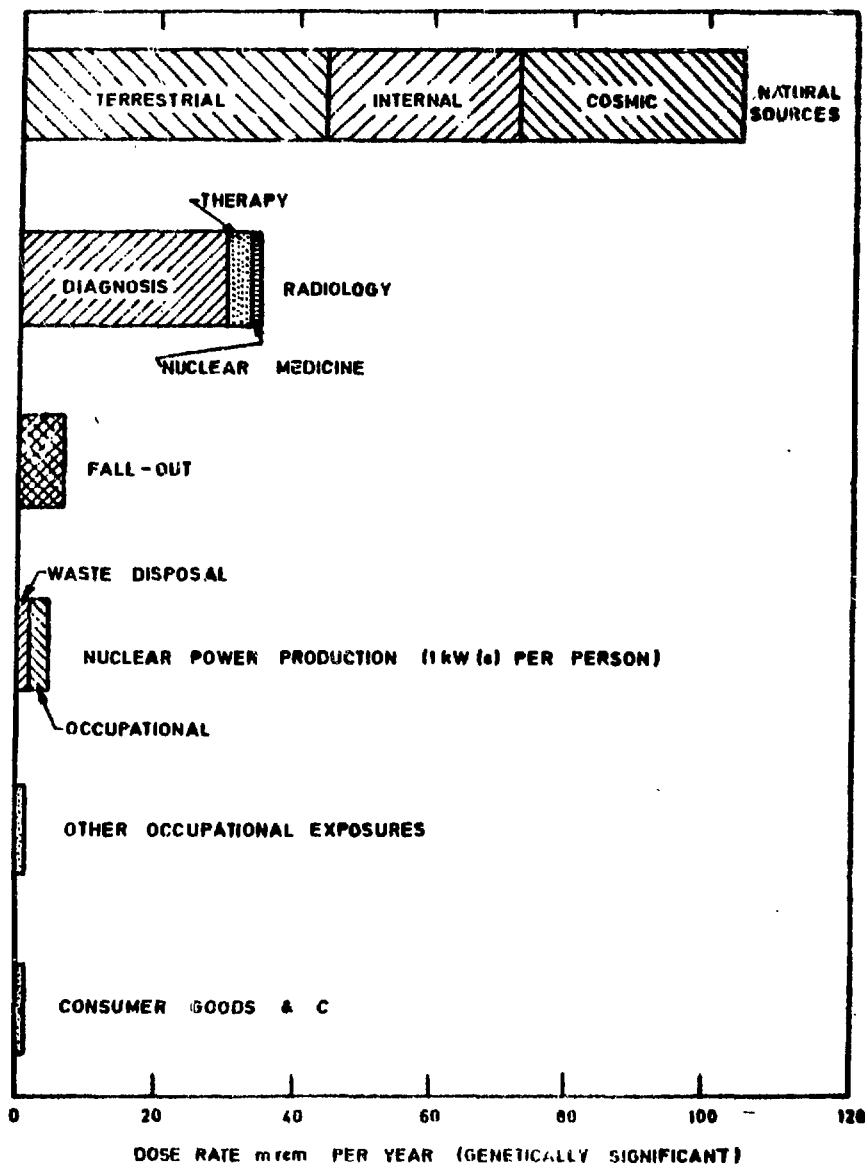 TERRESTRIAL INTERNAL COSMIC NATURAL
SOURCES
THERAPY
DIAGNOSIS RADIOLOGY
NUCLEAR MEDICINE
FALL-OUT
WASTE DISPOSAL
NUCLEAR POWER PRODUCTION (1 kW (e) PER PERSON)
OCCUPATIONAL
OTHER OCCUPATIONAL EXPOSURES
CONSUMER GOODS & C
0 20 40 60 80 100 120
DOSE RATE mrem PER YEAR (GENETICALLY SIGNIFICANT)